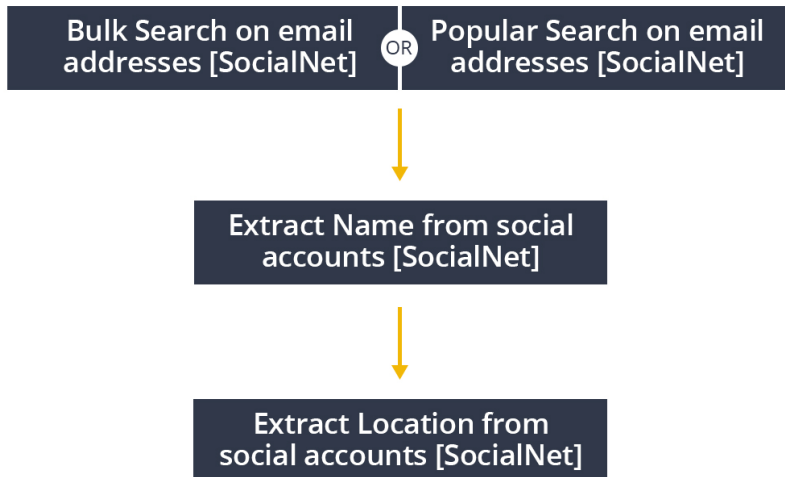 Bulk Search on email
addresses [SocialNet]
OR
Popular Search on email
addresses [SocialNet]
Extract Name from social
accounts [SocialNet]
Extract Location from
social accounts [SocialNet]